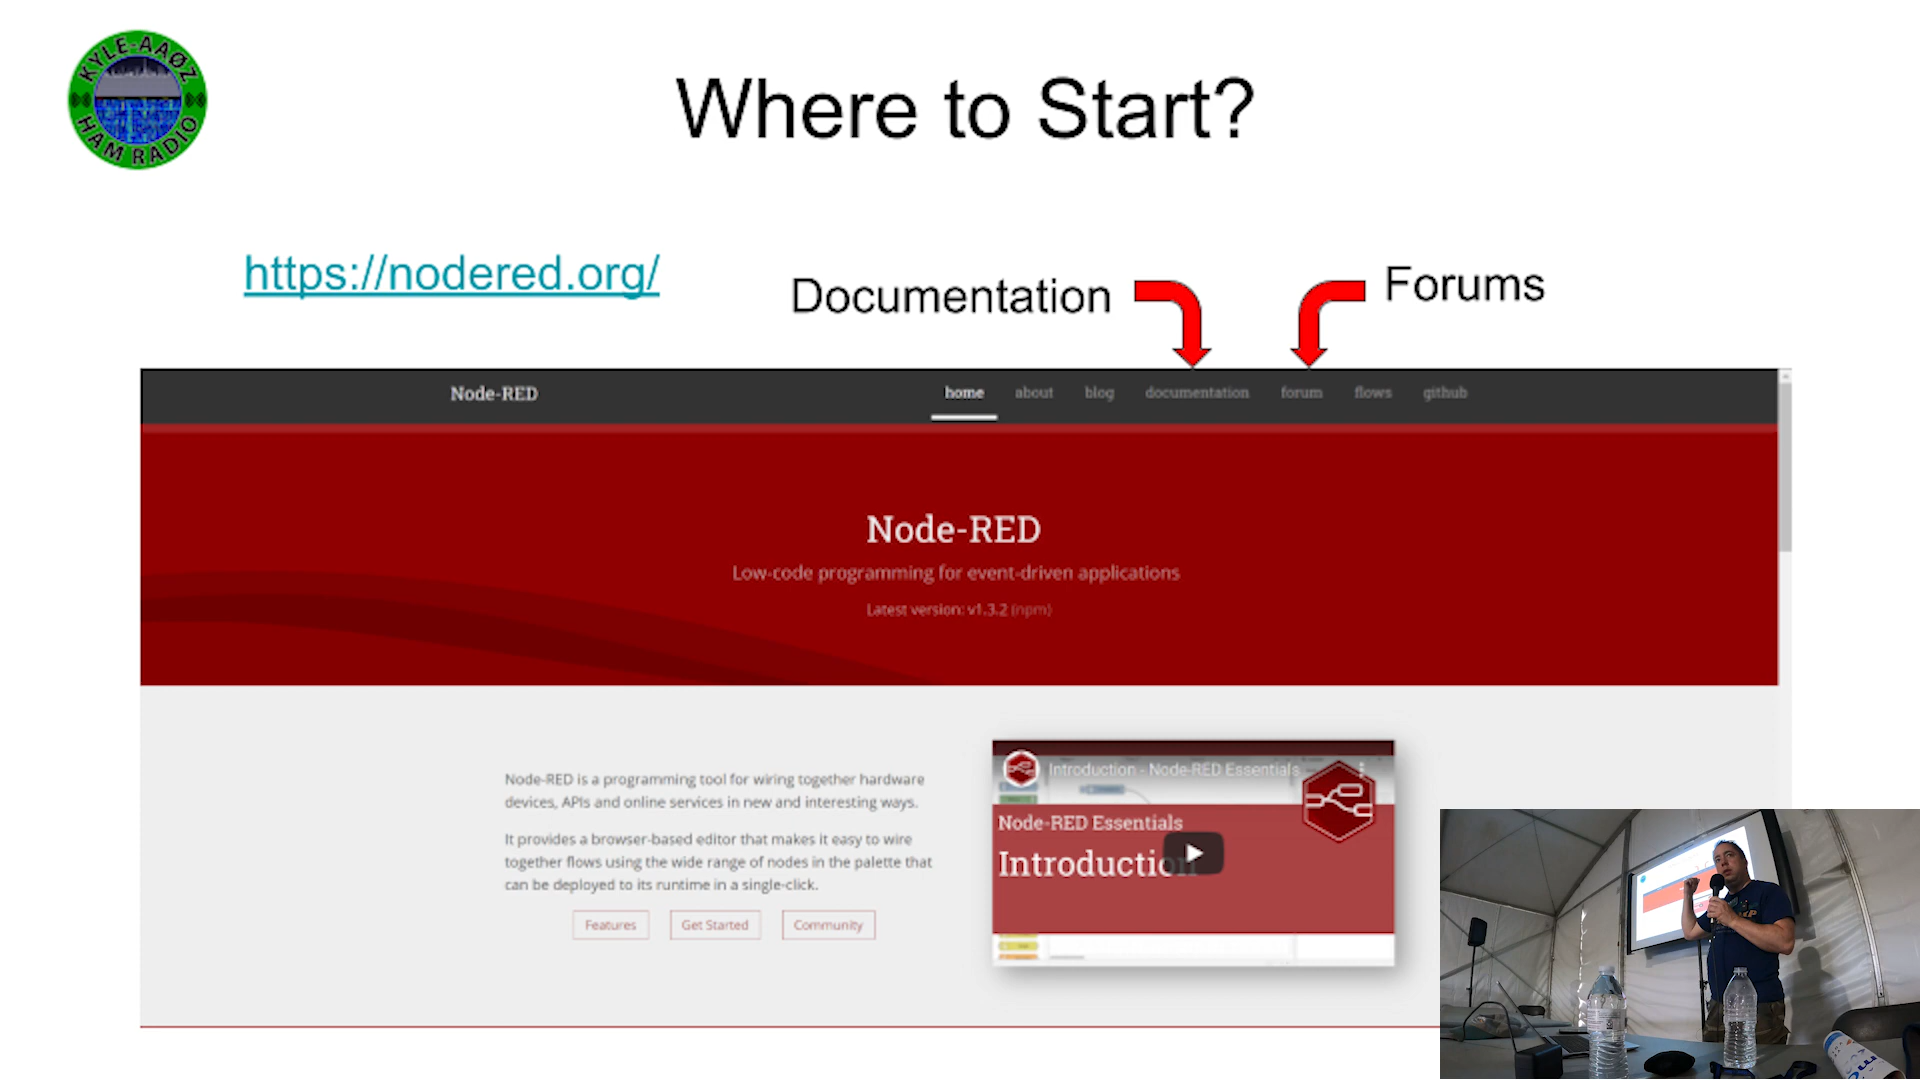 KYLE-AAØZ
HAM RADIO
Where to Start?
https://nodered.org/
Documentation
Forums
Node-RED
home about blog documentation forum flows github
Node-RED
Low-code programming for event-driven applications
Latest version: v1.3.2 (npm)
Node-RED is a programming tool for wiring together hardware
devices, APIs and online services in new and interesting ways.
It provides a browser-based editor that makes it easy to wire
together flows using the wide range of nodes in the palette that
can be deployed to its runtime in a single-click.
Features Get Started Community
Introduction - Node-RED Essentials
Node-RED Essentials
Introduction